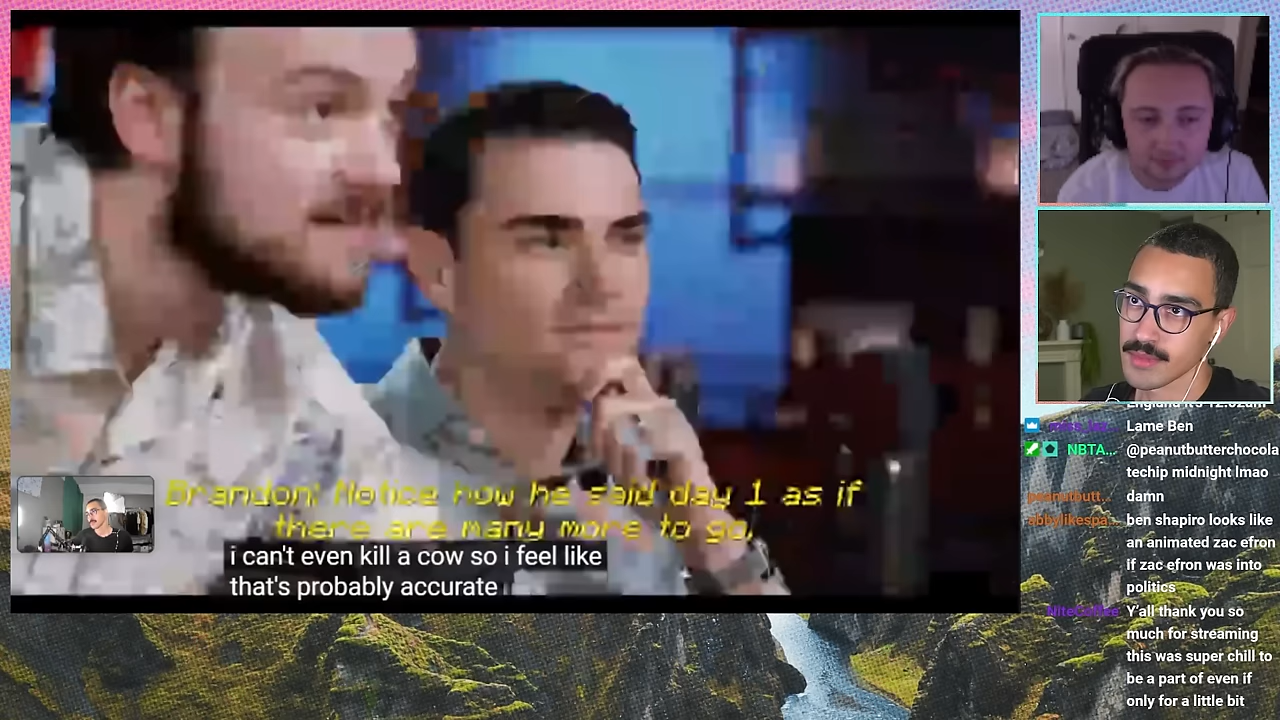 Brandon: Notice how he said day 1 as if
there are many more to go.
i can't even kill a cow so i feel like
that's probably accurate
Lame Ben
NBTA... @peanutbutterchocola
techip midnight lmao
peanutbutt... damn
abbylikespa... ben shapiro looks like
an animated zac efron
if zac efron was into
politics
NiteCoffee Y'all thank you so
much for streaming
this was super chill to
be a part of even if
only for a little bit